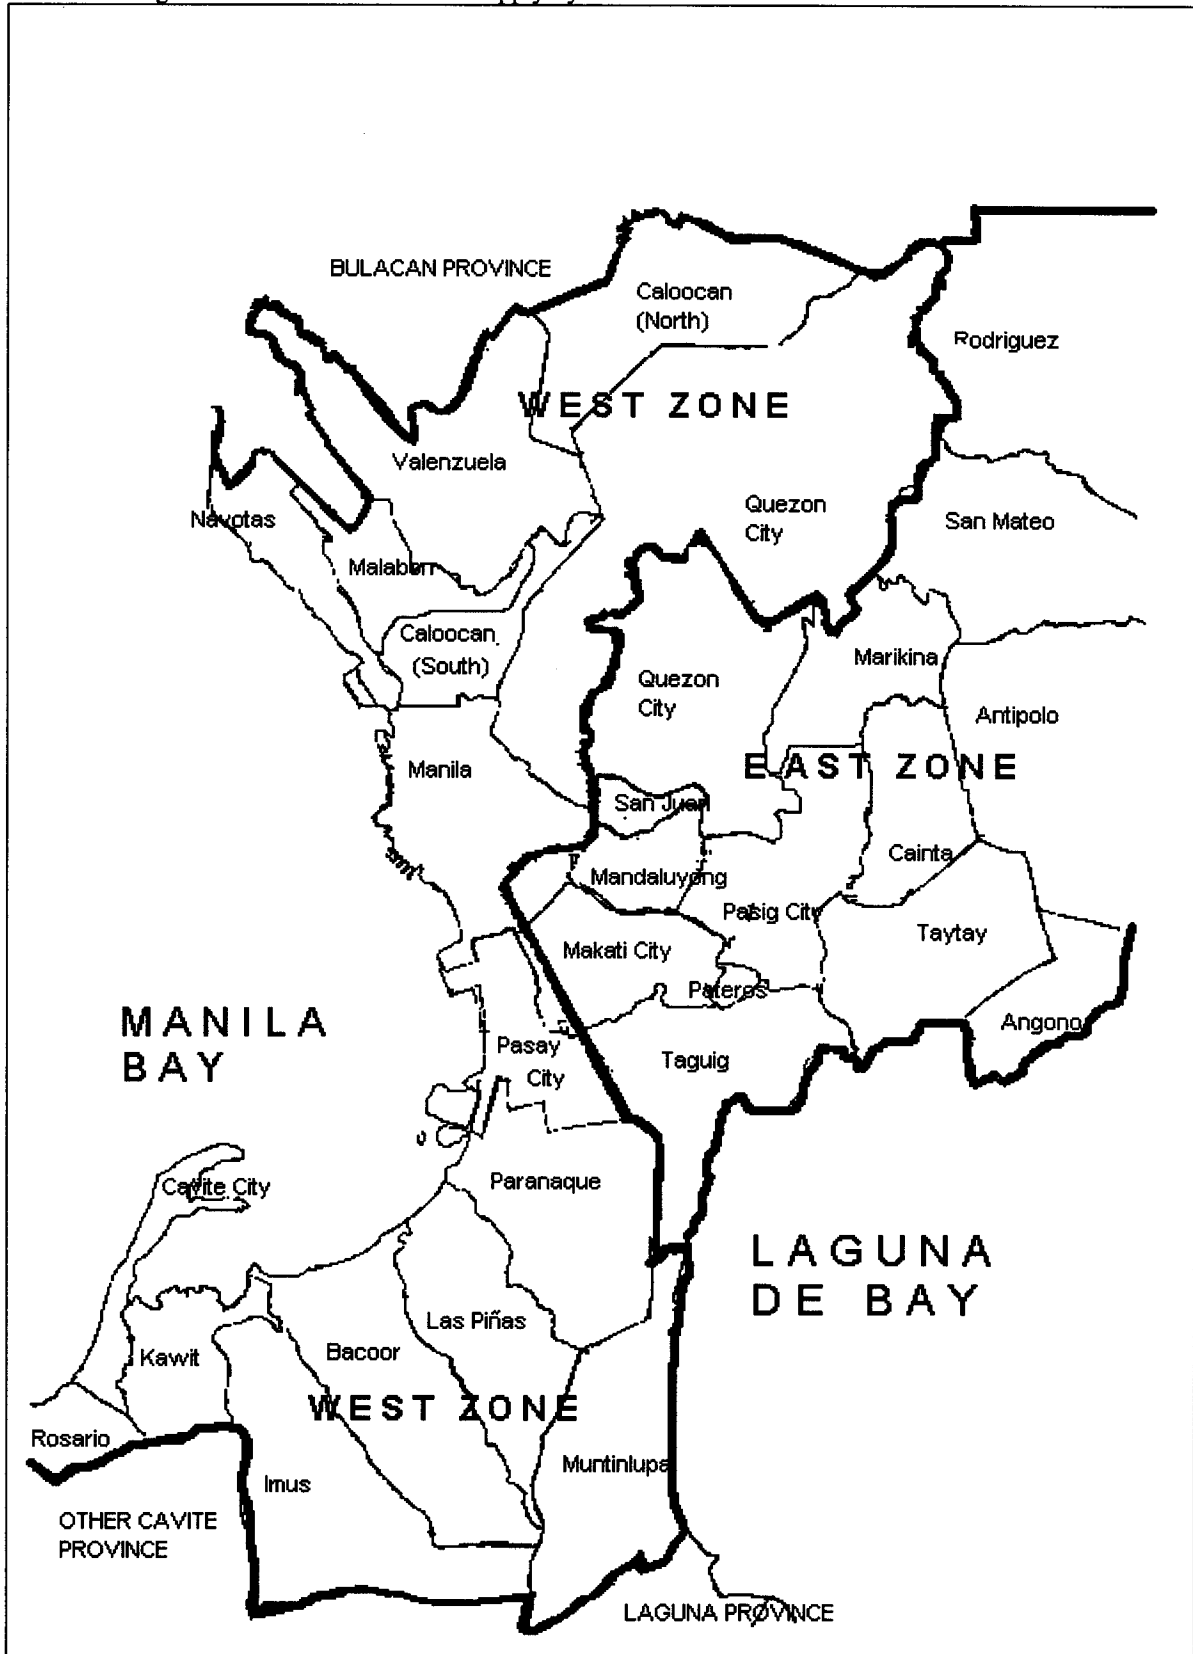 BULACAN PROVINCE
Caloocan
(North)
Rodriguez
WEST ZONE
Valenzuela
Quezon
City
Navotas
San Mateo
Malabon
Caloocan
(South)
Marikina
Quezon
City
Antipolo
Manila
EAST ZONE
San Juan
Cainta
Mandaluyong
Pasig City
Taytay
Makati City
Pateros
MANILA
BAY
Angono
Pasay
City
Taguig
Paranaque
Cavite City
LAGUNA
DE BAY
Las Piñas
Bacoor
Kawit
WEST ZONE
Rosario
Muntinlupa
Imus
OTHER CAVITE
PROVINCE
LAGUNA PROVINCE